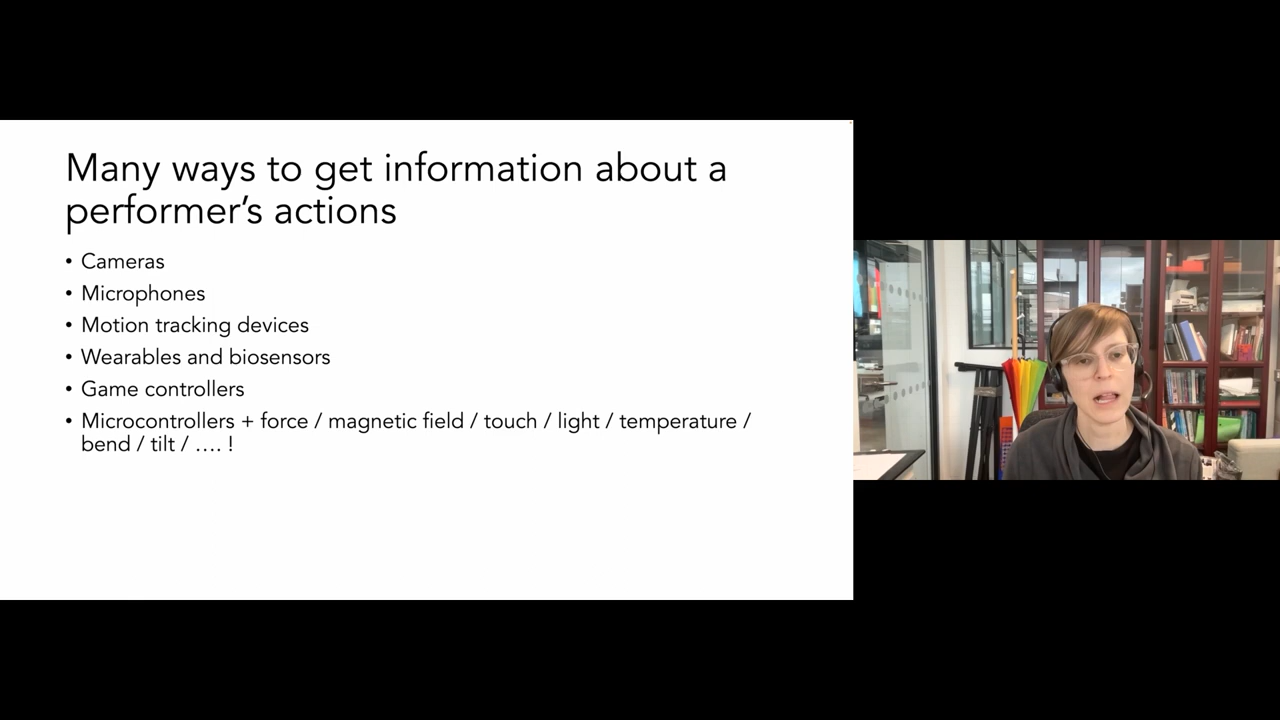 Many ways to get information about a
performer’s actions
• Cameras
• Microphones
• Motion tracking devices
• Wearables and biosensors
• Game controllers
• Microcontrollers + force / magnetic field / touch / light / temperature /
bend / tilt / …. !